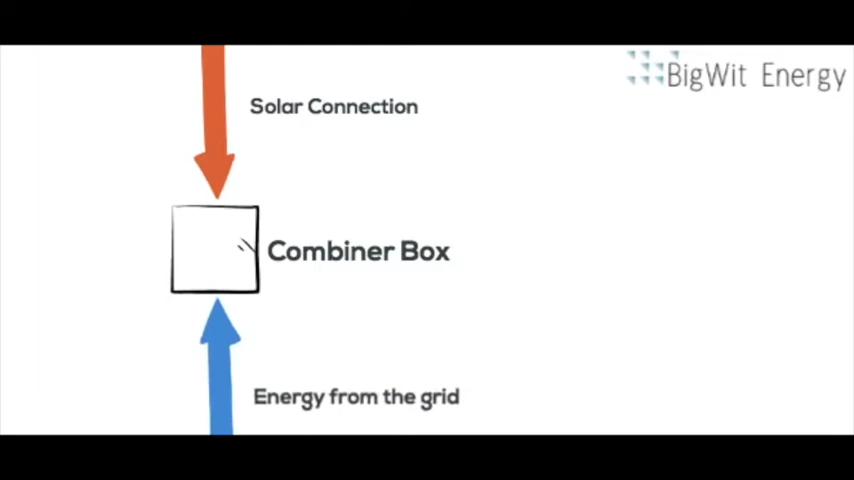 BigWit Energy
Solar Connection
Combiner Box
Energy from the grid